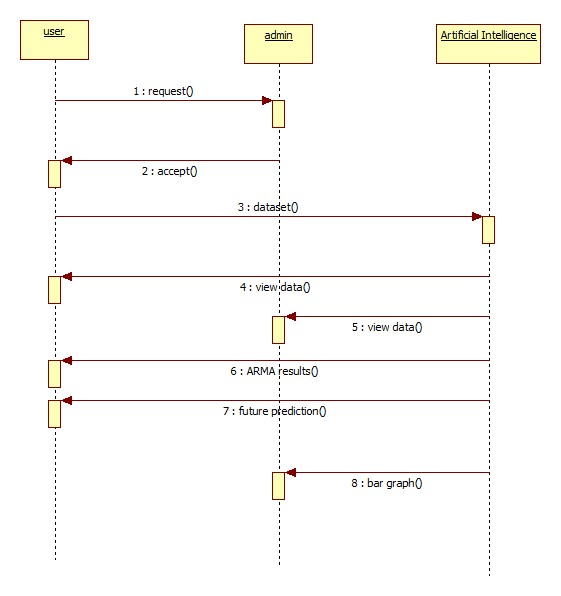 user
admin
Artificial Intelligence
1 : request()
2 : accept()
3 : dataset()
4 : view data()
5 : view data()
6 : ARMA results()
7 : future prediction()
8 : bar graph()